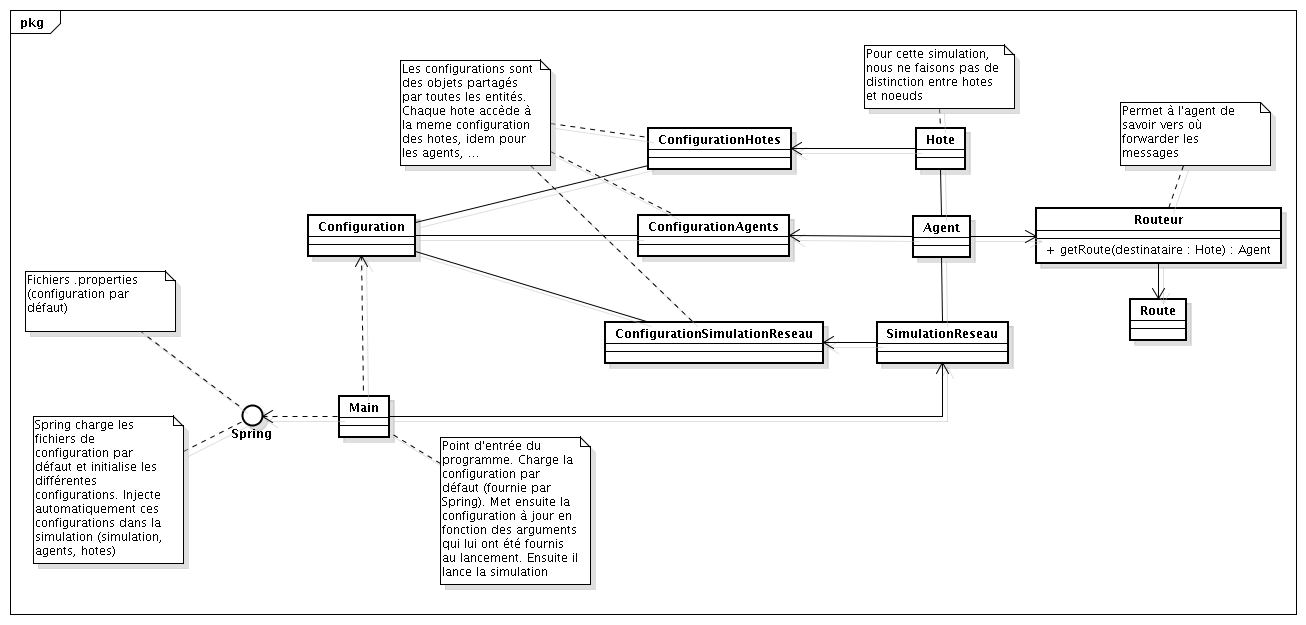 pkg
Les configurations sont
des objets partagés
par toutes les entités.
Chaque hote accède à
la meme configuration
des hotes, idem pour
les agents, ...
Pour cette simulation,
nous ne faisons pas de
distinction entre hotes
et noeuds
Permet à l'agent de
savoir vers où
forwarder les
messages
ConfigurationHotes
Hote
Configuration
ConfigurationAgents
Agent
Routeur
+ getRoute(destinataire : Hote) : Agent
Fichiers .properties
(configuration par
défaut)
Route
ConfigurationSimulationReseau
SimulationReseau
Main
Spring
Spring charge les
fichiers de
configuration par
défaut et initialise les
différentes
configurations. Injecte
automatiquement ces
configurations dans la
simulation (simulation,
agents, hotes)
Point d'entrée du
programme. Charge la
configuration par
défaut (fournie par
Spring). Met ensuite la
configuration à jour en
fonction des arguments
qui lui ont été fournis
au lancement. Ensuite il
lance la simulation